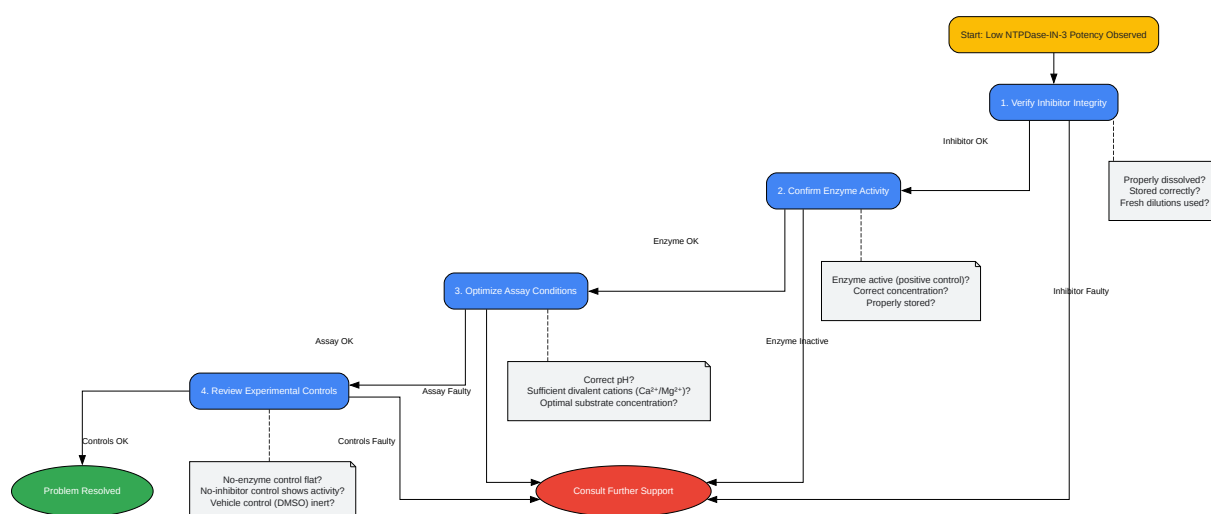 Start: Low NTPDase-IN-3 Potency Observed
1. Verify Inhibitor Integrity
Inhibitor OK
Properly dissolved?
Stored correctly?
Fresh dilutions used?
2. Confirm Enzyme Activity
Enzyme OK
Enzyme active (positive control)?
Correct concentration?
Properly stored?
Inhibitor Faulty
3. Optimize Assay Conditions
Assay OK
Enzyme Inactive
Correct pH?
Sufficient divalent cations (Ca²⁺/Mg²⁺)?
Optimal substrate concentration?
4. Review Experimental Controls
Assay Faulty
Controls OK
Controls Faulty
No-enzyme control flat?
No-inhibitor control shows activity?
Vehicle control (DMSO) inert?
Problem Resolved
Consult Further Support